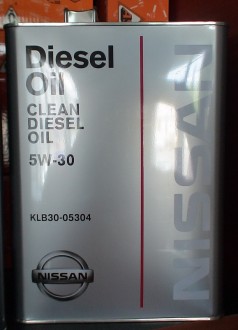 Diesel
Oil
CLEAN
DIESEL
OIL
5W-30
KLB30-05304
NISSAN
NISSAN